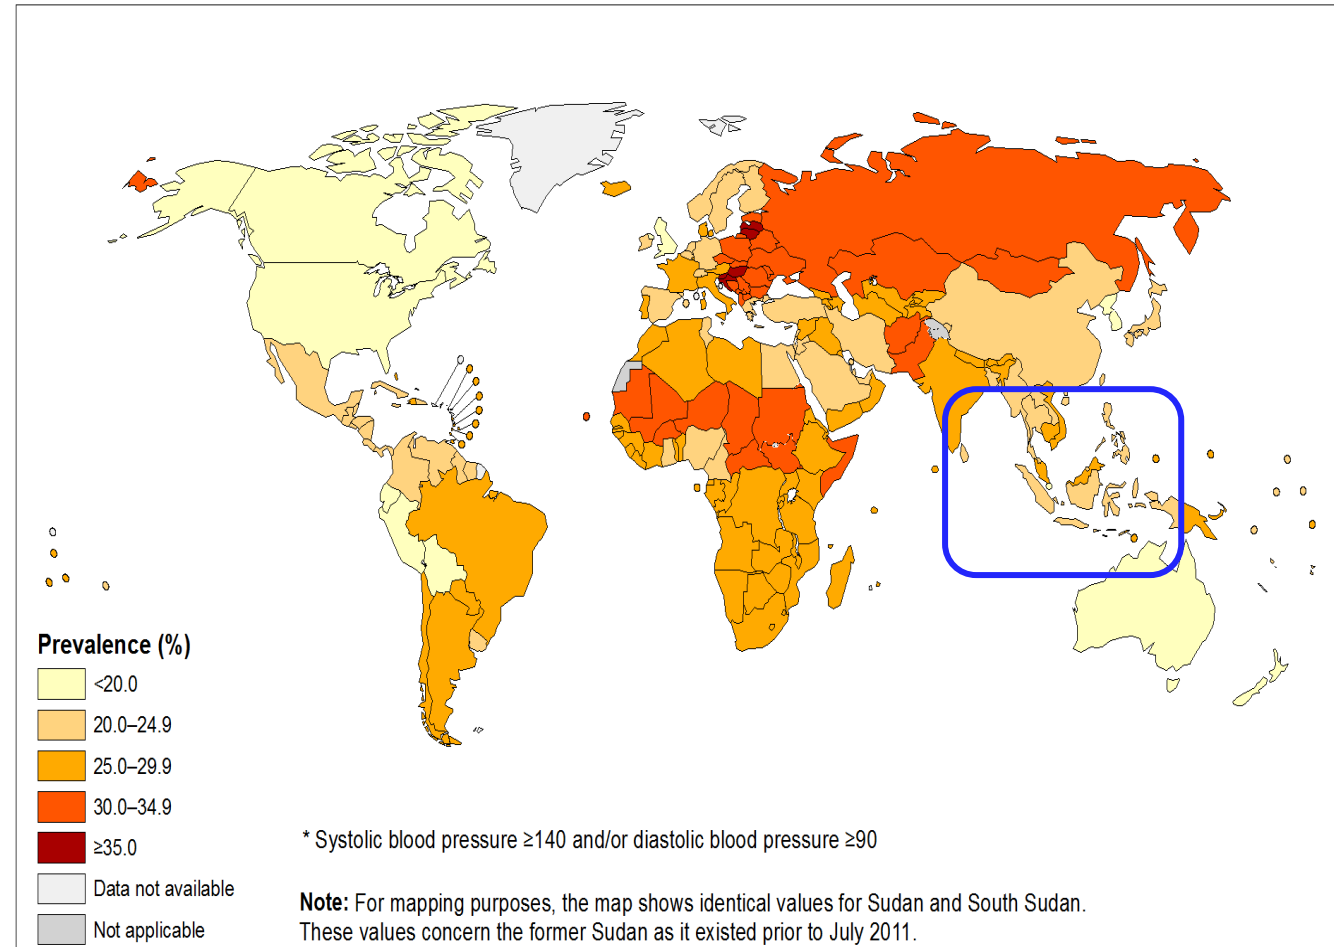 Prevalence (%)
<20.0
20.0–24.9
25.0–29.9
30.0–34.9
≥35.0
Data not available
Not applicable
* Systolic blood pressure ≥140 and/or diastolic blood pressure ≥90
Note: For mapping purposes, the map shows identical values for Sudan and South Sudan.
These values concern the former Sudan as it existed prior to July 2011.